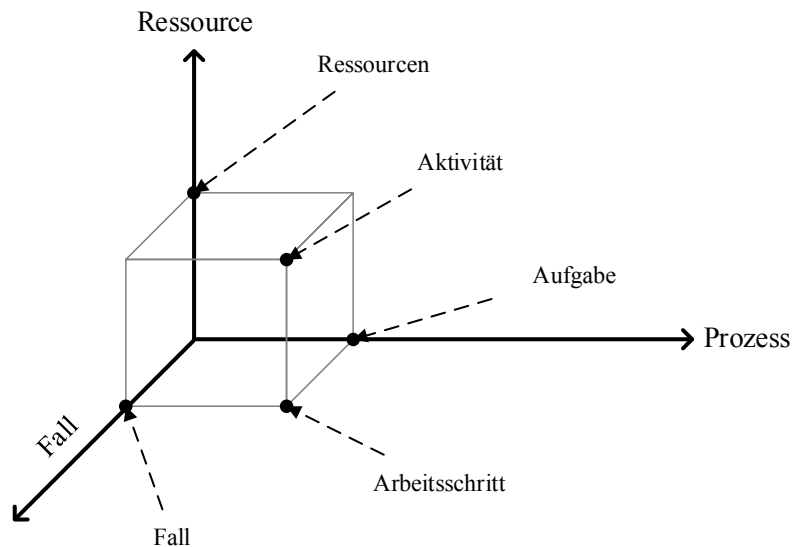 Ressource
Ressourcen
Aktivität
Aufgabe
Prozess
Fall
Arbeitsschritt
Fall